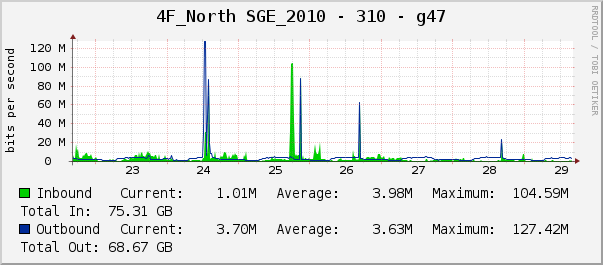 4F_North SGE_2010 - 310 - g47
RRDTOOL / TOBI OETIKER
bits per second
120 M
100 M
80 M
60 M
40 M
20 M
0
23 24 25 26 27 28 29
Inbound Current: 1.01M Average: 3.98M Maximum: 104.59M
Total In: 75.31 GB
Outbound Current: 3.70M Average: 3.63M Maximum: 127.42M
Total Out: 68.67 GB